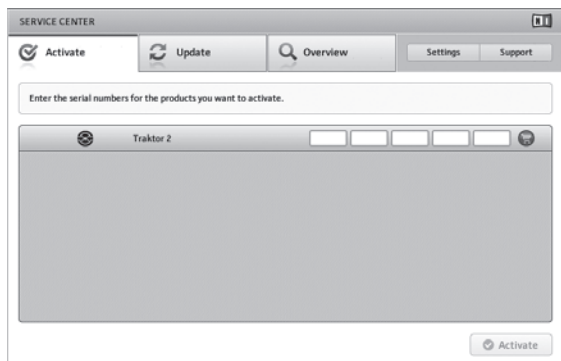 SERVICE CENTER
Activate
Update
Overview
Settings
Support
Enter the serial numbers for the products you want to activate.
Traktor 2
Activate